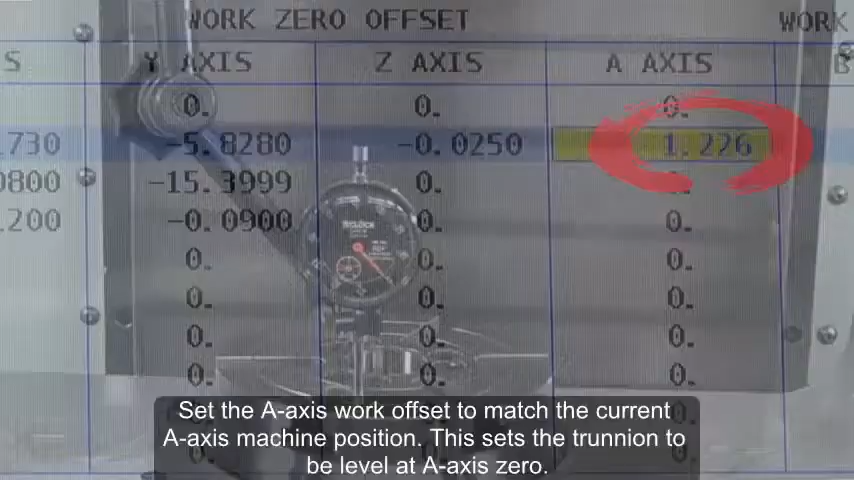 WORK ZERO OFFSET WORK
S Y AXIS Z AXIS A AXIS B
0. 0. 0.
.1730 -5.8280 -0.0250 1.226
0800 -15.3999 0. 0.
.200 -0.0900 0. 0.
0. 0. 0.
0. 0. 0.
0. 0. 0.
0. 0. 0.
Set the A-axis work offset to match the current
A-axis machine position. This sets the trunnion to
be level at A-axis zero.